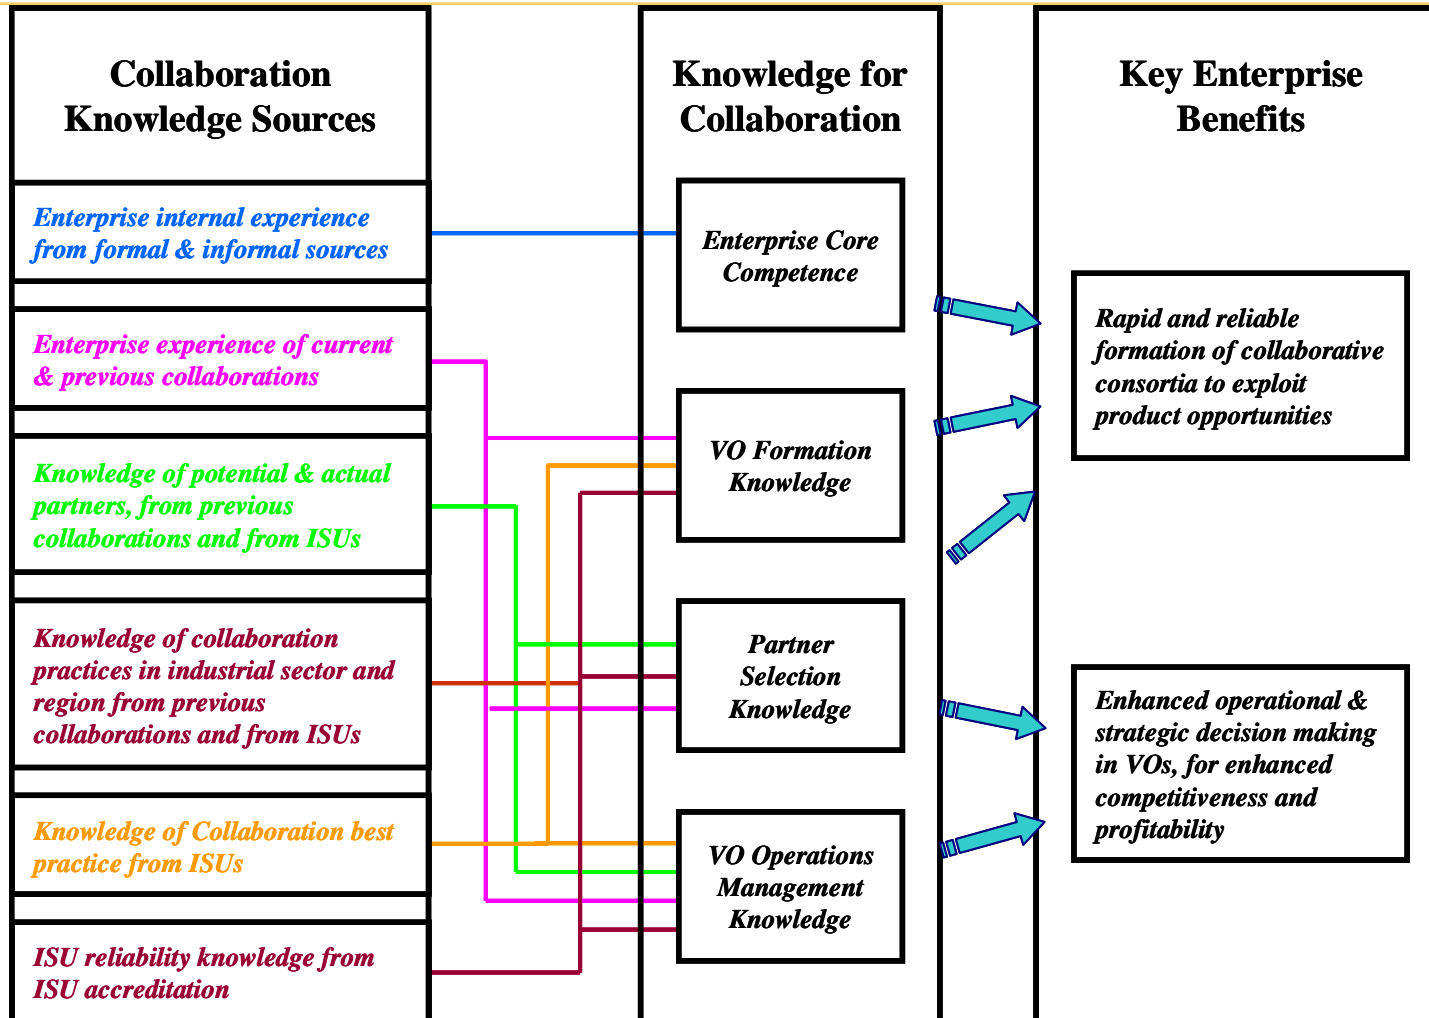 Collaboration
Knowledge Sources
Enterprise internal experience
from formal & informal sources
Enterprise experience of current
& previous collaborations
Knowledge of potential & actual
partners, from previous
collaborations and from ISUs
Knowledge of collaboration
practices in industrial sector and
region from previous
collaborations and from ISUs
Knowledge of Collaboration best
practice from ISUs
ISU reliability knowledge from
ISU accreditation
Knowledge for
Collaboration
Enterprise Core
Competence
VO Formation
Knowledge
Partner
Selection
Knowledge
VO Operations
Management
Knowledge
Key Enterprise
Benefits
Rapid and reliable
formation of collaborative
consortia to exploit
product opportunities
Enhanced operational &
strategic decision making
in VOs, for enhanced
competitiveness and
profitability